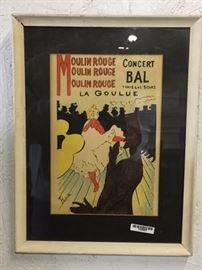 MOULIN ROUGE CONCERT
MOULIN ROUGE BAL
MOULIN ROUGE TOUS LES SOIRS
LA GOULUE